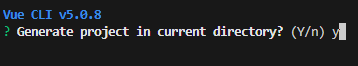 Vue CLI v5.0.8
? Generate project in current directory? (Y/n) y